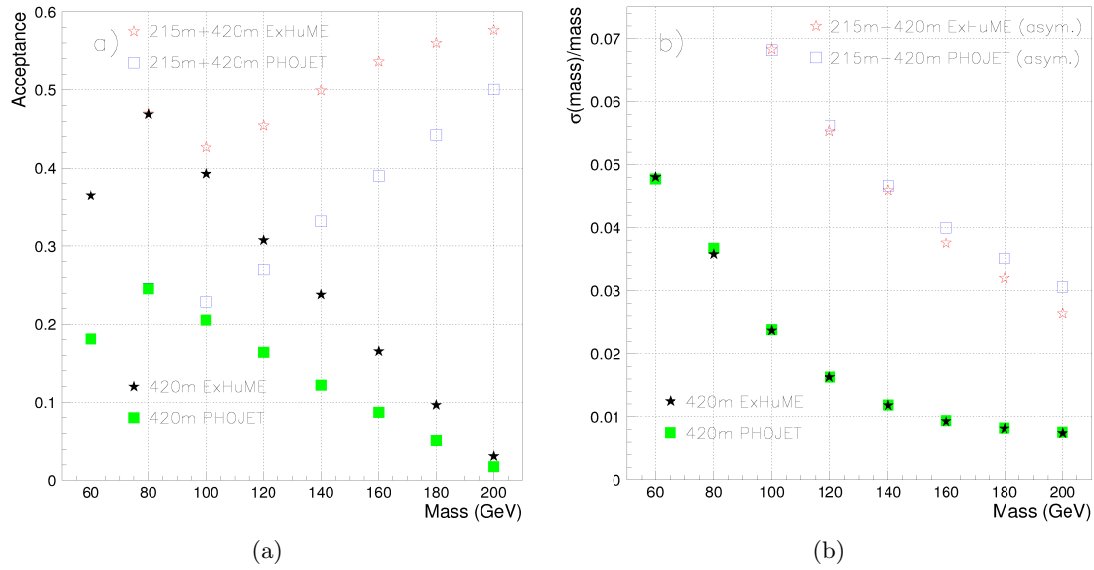 a)
215m+420m ExHuME
215m+420m PHOJET
Acceptance
0.6
0.5
0.4
0.3
0.2
0.1
0
420m ExHuME
420m PHOJET
60 80 100 120 140 160 180 200
Mass (GeV)
(a)
b)
215m-420m ExHuME (asym.)
215m-420m PHOJET (asym.)
σ(mass)/mass
0.07
0.06
0.05
0.04
0.03
0.02
0.01
0
420m ExHuME
420m PHOJET
60 80 100 120 140 160 180 200
Mass (GeV)
(b)